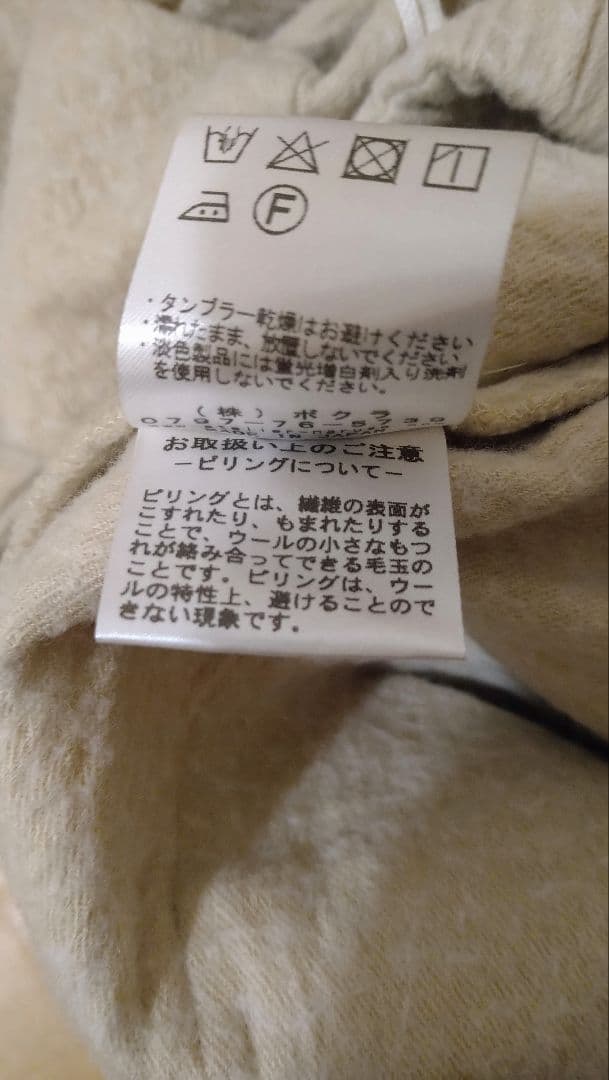 F
・タンブラー乾燥はお避けください
・濡れたまま、放置しないでください
・淡色製品には蛍光増白剤入り洗剤
を使用しないでください。
(株)ボクラ
0797-76-5730
お取扱い上のご注意
―ピリングについて―
ピリングとは、繊維の表面が
こすれたり、もまれたりする
ことで、ウールの小さなもつ
れが絡み合ってできる毛玉の
ことです。ピリングは、ウー
ルの特性上、避けることので
きない現象です。